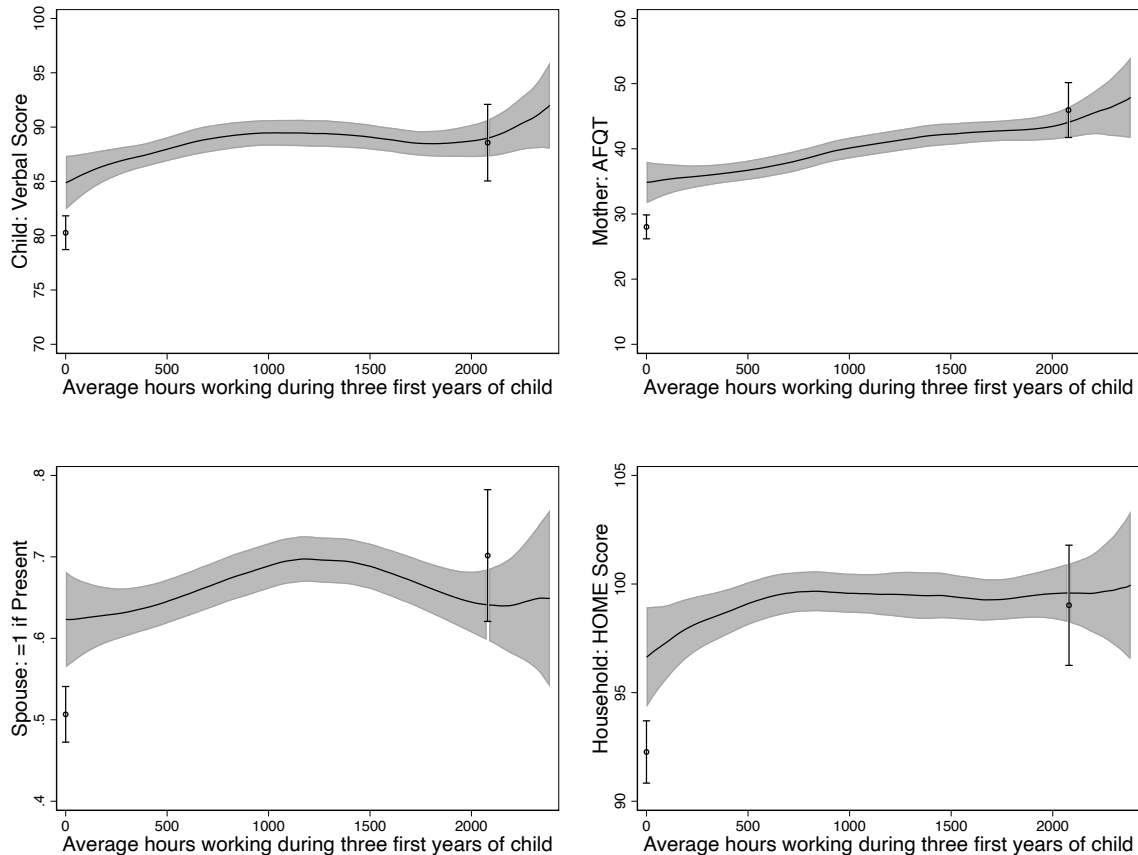 Child: Verbal Score
100
95
90
85
80
75
70
0 500 1000 1500 2000
Average hours working during three first years of child
Mother: AFQT
60
50
40
30
20
10
0 500 1000 1500 2000
Average hours working during three first years of child
Spouse: =1 if Present
.8
.7
.6
.5
.4
0 500 1000 1500 2000
Average hours working during three first years of child
Household: HOME Score
105
100
95
90
0 500 1000 1500 2000
Average hours working during three first years of child